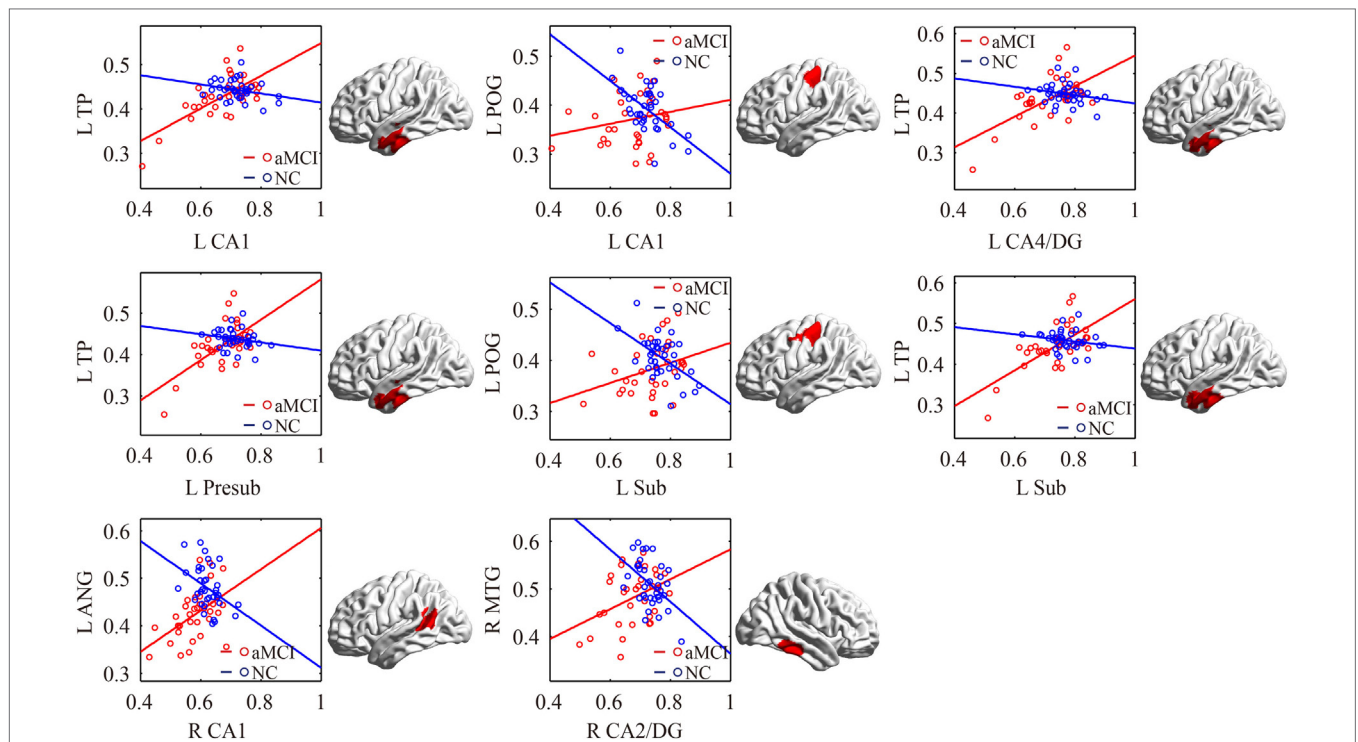 L TP
0.5
0.4
0.3
aMCI
NC
0.4 0.6 0.8 1
L CA1
L POG
0.5
0.4
0.3
aMCI
NC
0.4 0.6 0.8 1
L CA1
L TP
0.6
0.5
0.4
0.3
aMCI
NC
0.4 0.6 0.8 1
L CA4/DG
L TP
0.5
0.4
0.3
aMCI
NC
0.4 0.6 0.8 1
L Presub
L POG
0.5
0.4
0.3
aMCI
NC
0.4 0.6 0.8 1
L Sub
L TP
0.6
0.5
0.4
0.3
aMCI
NC
0.4 0.6 0.8 1
L Sub
L ANG
0.6
0.5
0.4
0.3
aMCI
NC
0.4 0.6 0.8 1
R CA1
R MTG
0.6
0.5
0.4
aMCI
NC
0.4 0.6 0.8 1
R CA2/DG